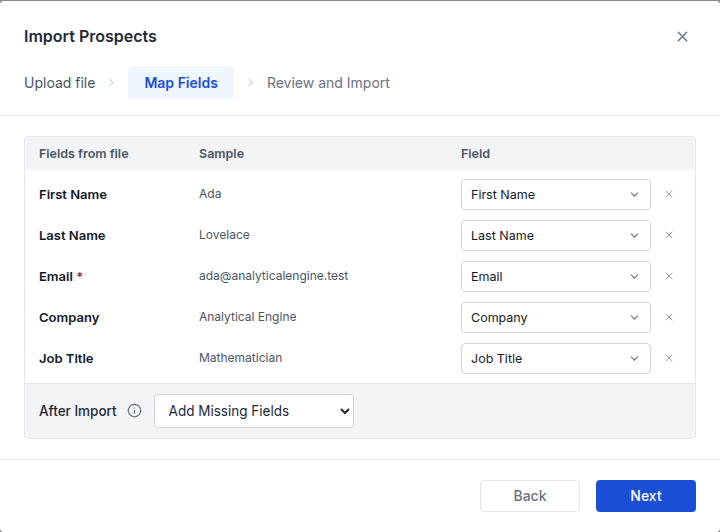 Import Prospects
Upload file Map Fields Review and Import
Fields from file Sample Field
First Name Ada First Name
Last Name Lovelace Last Name
Email * ada@analyticalengine.test Email
Company Analytical Engine Company
Job Title Mathematician Job Title
After Import Add Missing Fields
Back Next